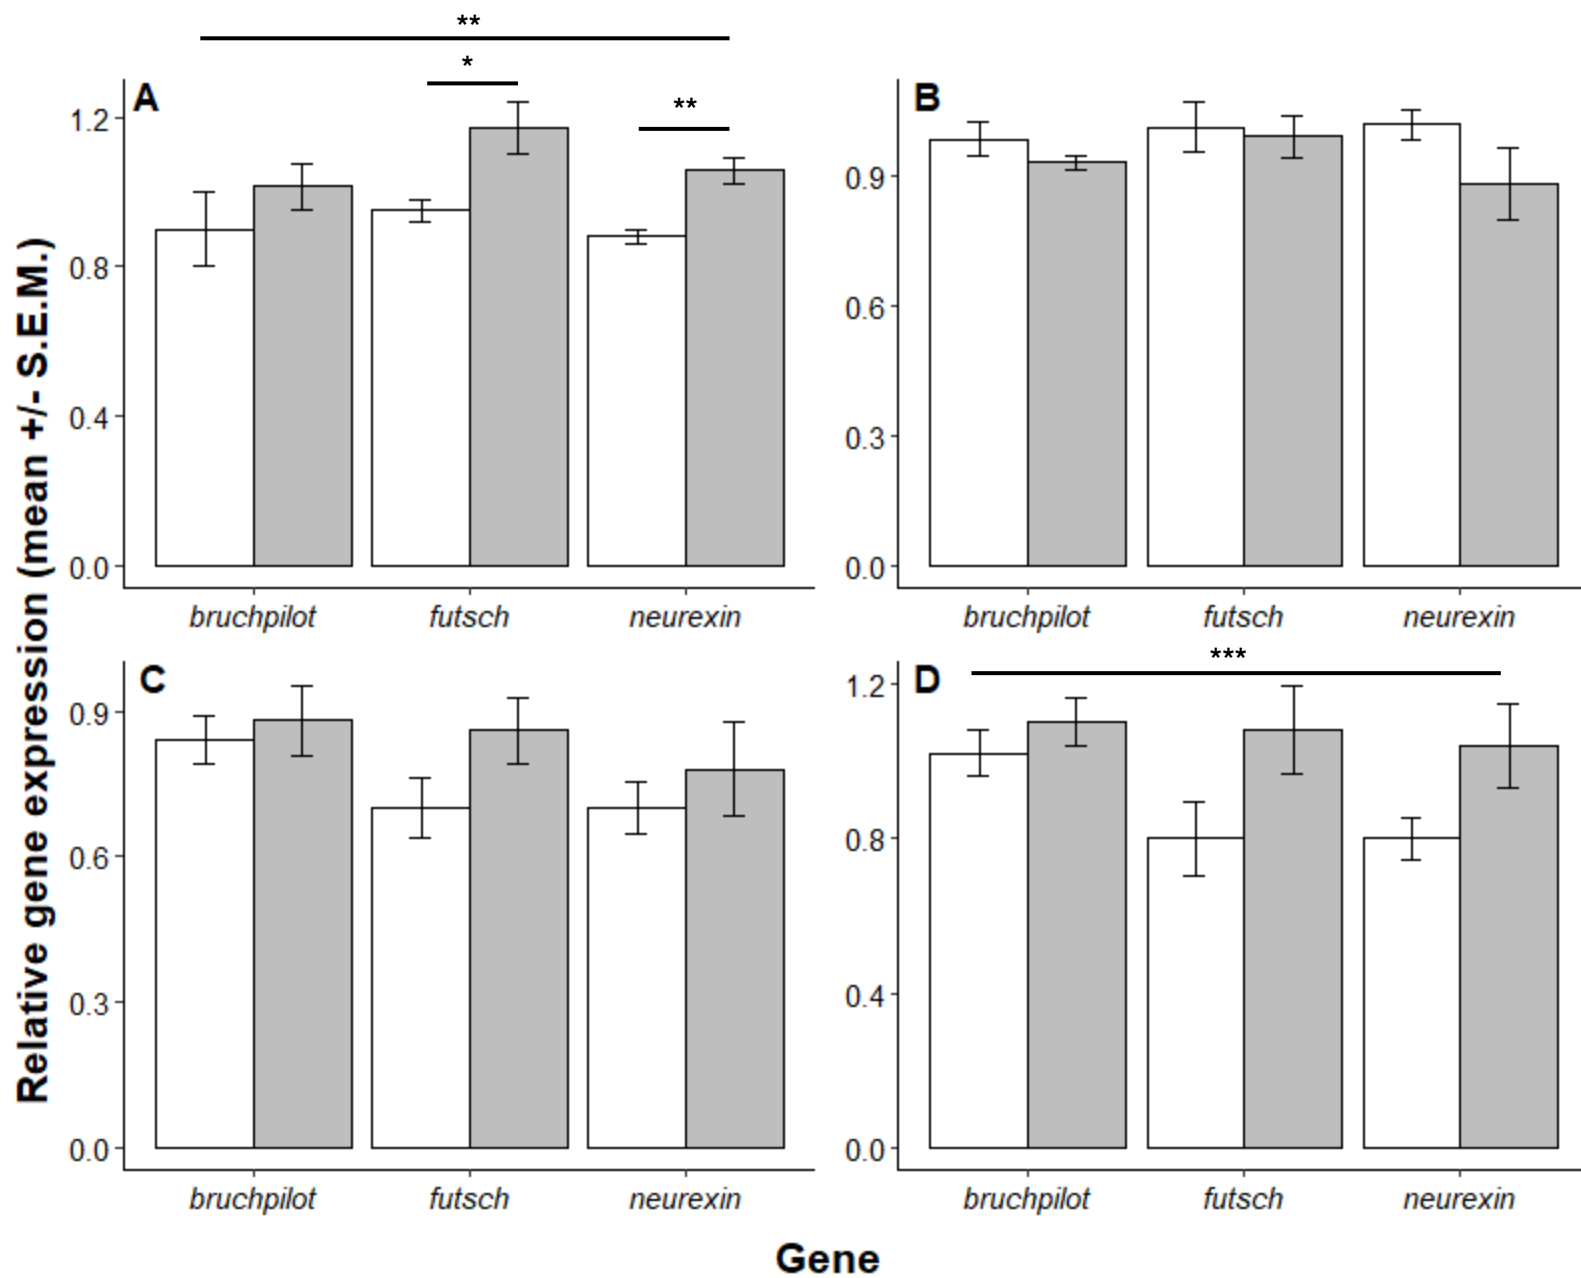 **
*
**
A
1.2
0.8
0.4
0.0
bruchpilot futsch neurexin
B
0.9
0.6
0.3
0.0
bruchpilot futsch neurexin
C
0.9
0.6
0.3
0.0
bruchpilot futsch neurexin
***
D
1.2
0.8
0.4
0.0
bruchpilot futsch neurexin
Relative gene expression (mean +/- S.E.M.)
Gene